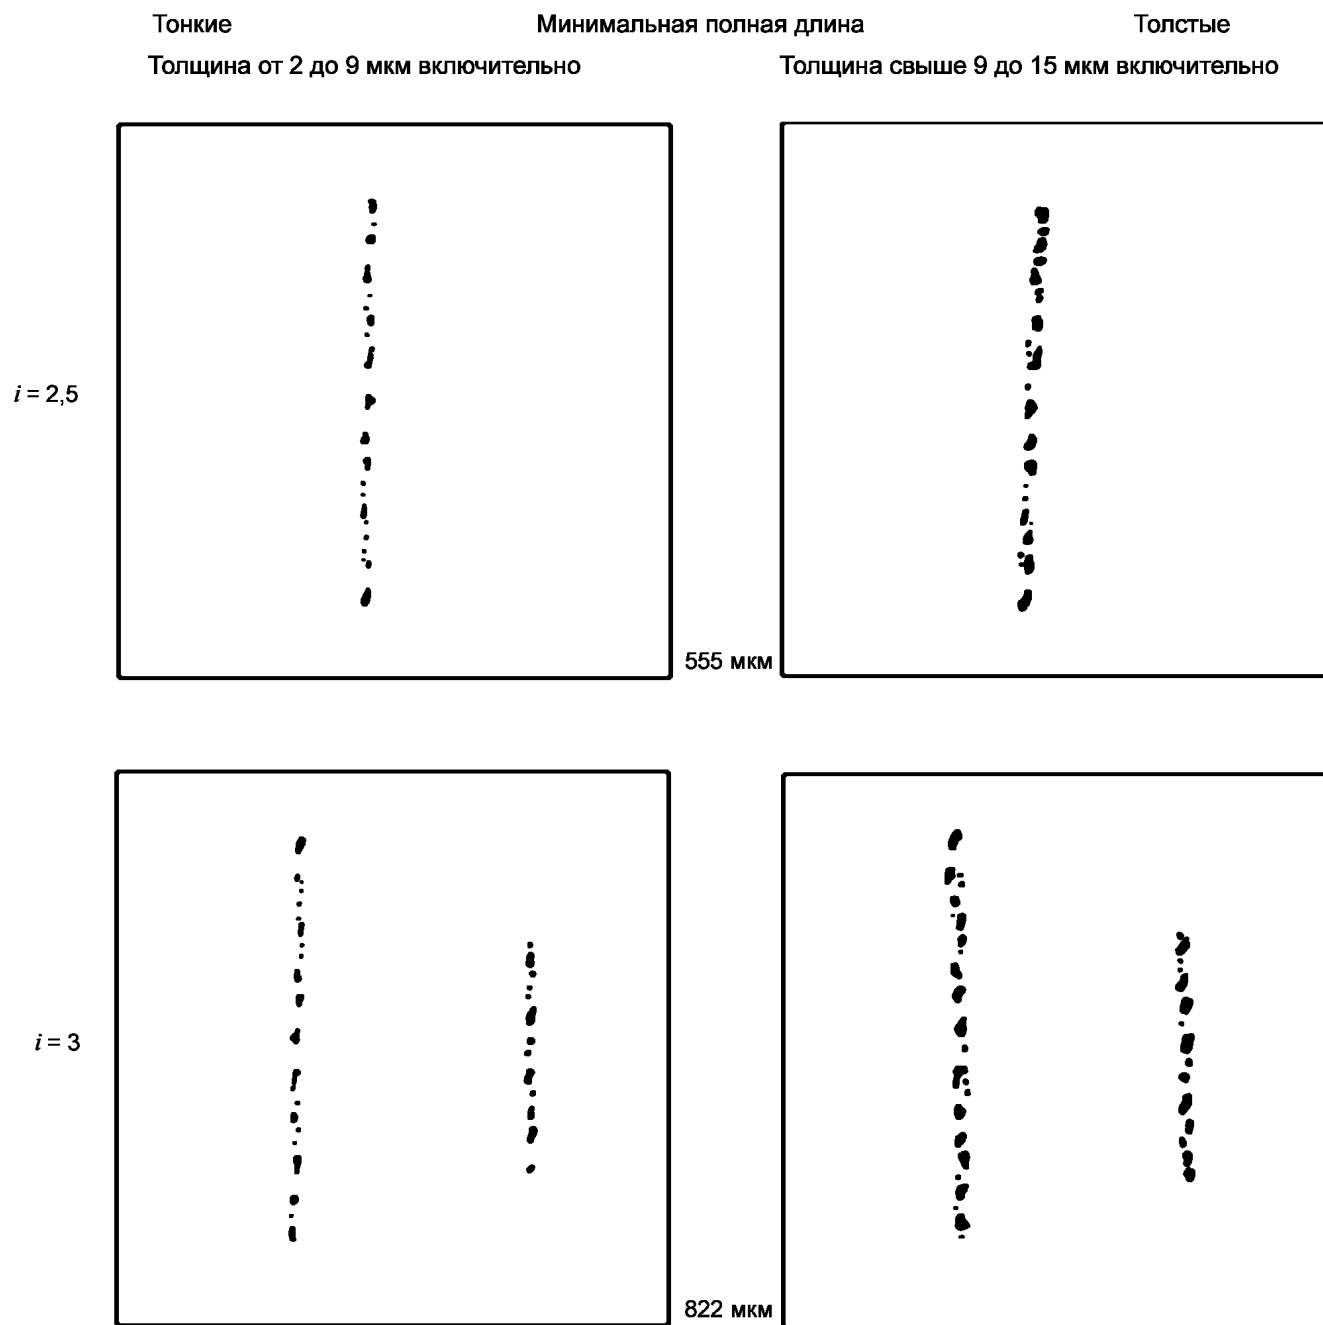 Тонкие Минимальная полная длина Толстые
Толщина от 2 до 9 мкм включительно Толщина свыше 9 до 15 мкм включительно
i = 2,5
555 мкм
i = 3
822 мкм